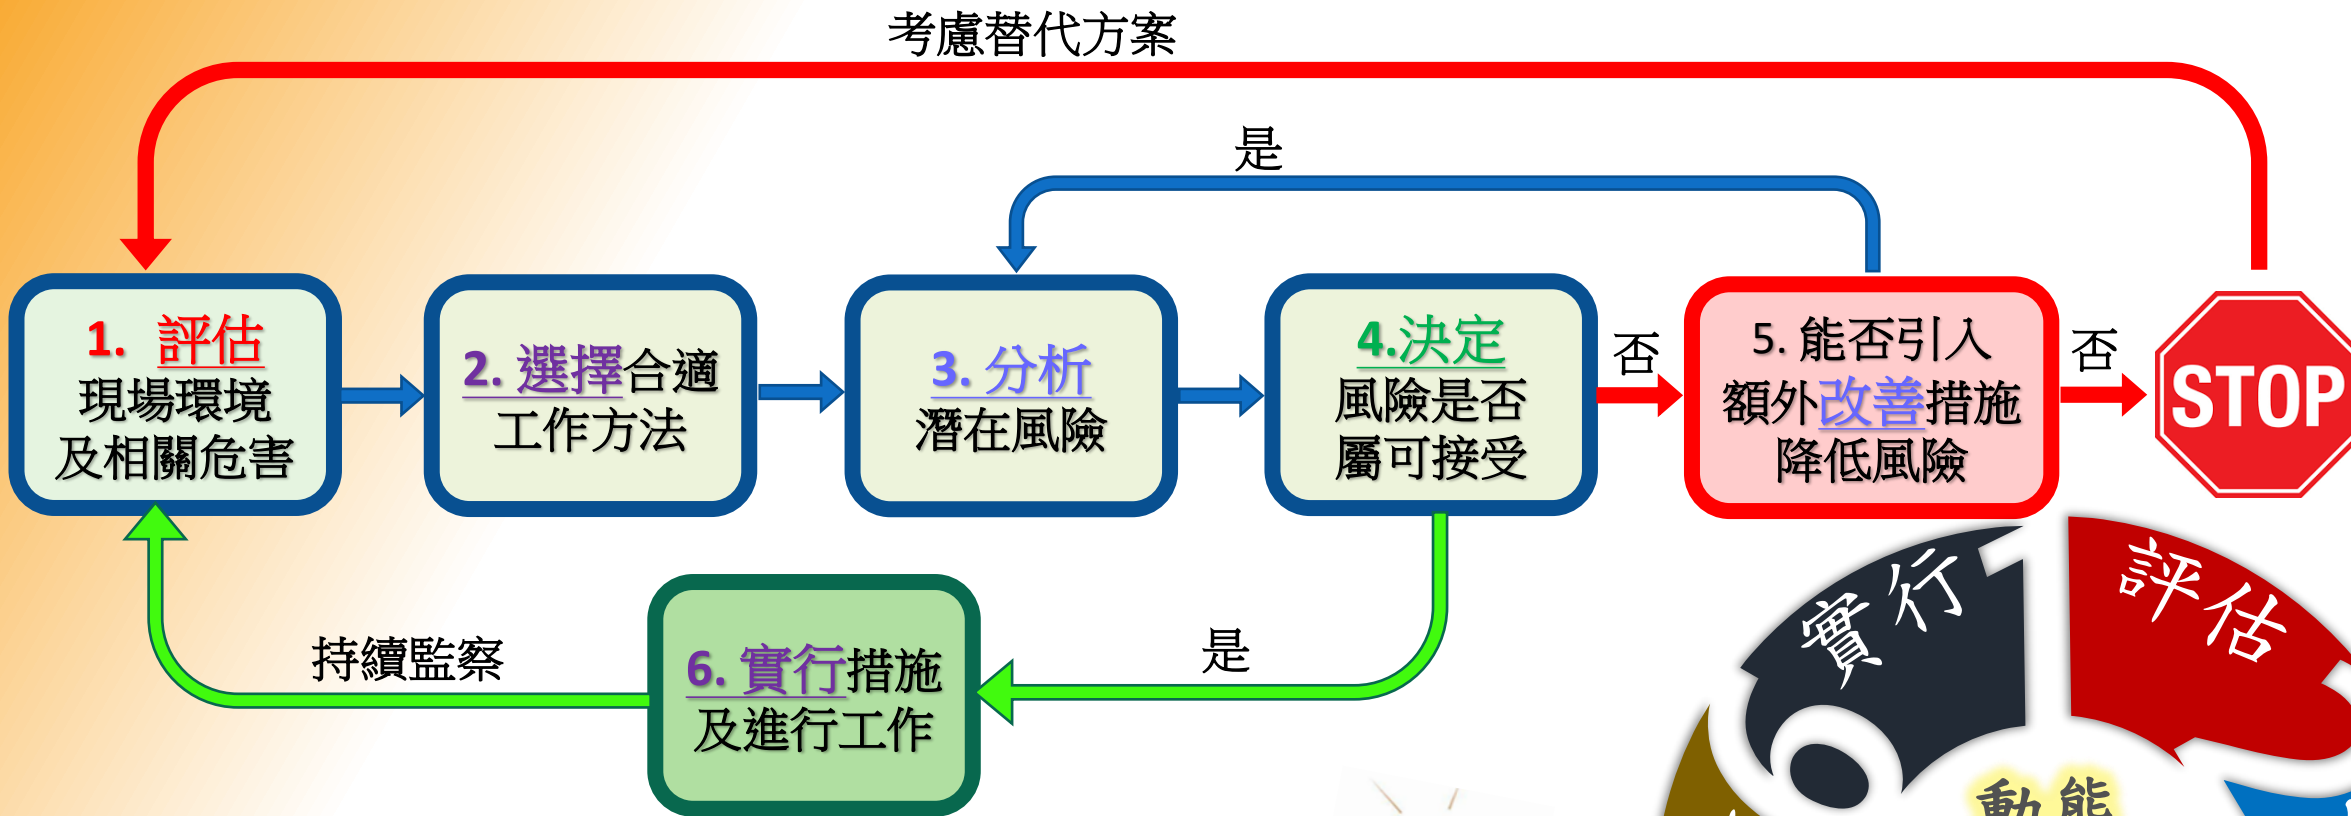 考慮替代方案
是
1. 評估
現場環境
及相關危害
2. 選擇合適
工作方法
3. 分析
潛在風險
4.決定
風險是否
屬可接受
否
5. 能否引入
額外改善措施
降低風險
否
STOP
持續監察
6. 實行措施
及進行工作
是
實行
評估
動態